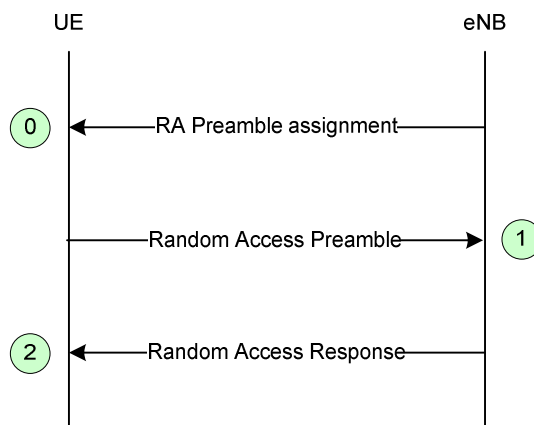 UE
eNB
0
RA Preamble assignment
Random Access Preamble
1
2
Random Access Response